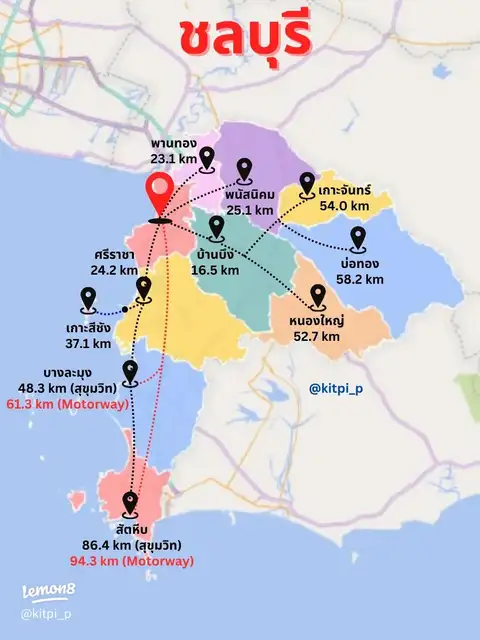 ชลบุรี
พานทอง
23.1 km
พนัสนิคม
25.1 km
เกาะจันทร์
54.0 km
ศรีราชา
24.2 km
บ้านบึง
16.5 km
บ่อทอง
58.2 km
เกาะสีชัง
37.1 km
หนองใหญ่
52.7 km
บางละมุง
48.3 km (สุขุมวิท)
61.3 km (Motorway)
@kitpi_p
สัตหีบ
86.4 km (สุขุมวิท)
94.3 km (Motorway)
Lemon8
@kitpi_p